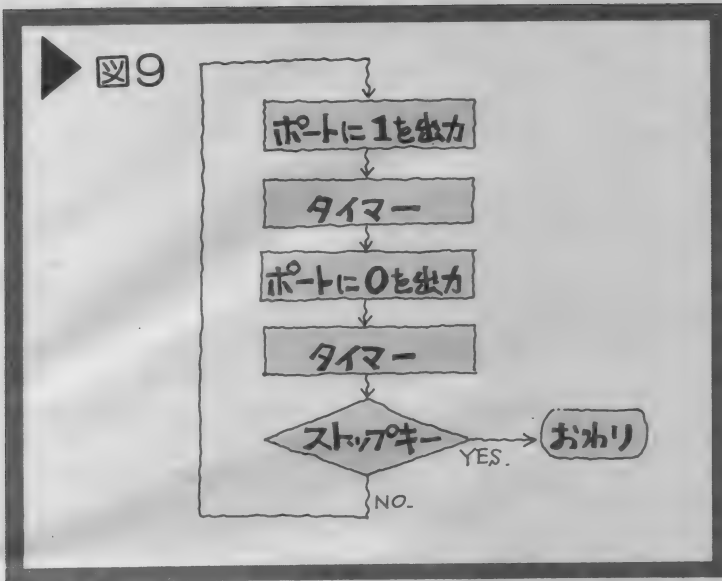 ▶ 図9
ポートに1を出力
タイマー
ポートに0を出力
タイマー
ストップキー
YES.
おわり
NO.